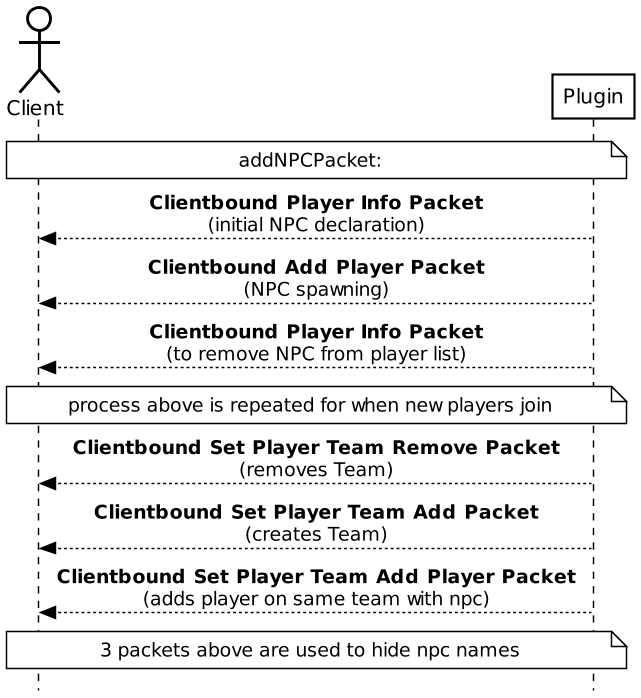 Client
Plugin
addNPCPacket:
Clientbound Player Info Packet
(initial NPC declaration)
Clientbound Add Player Packet
(NPC spawning)
Clientbound Player Info Packet
(to remove NPC from player list)
process above is repeated for when new players join
Clientbound Set Player Team Remove Packet
(removes Team)
Clientbound Set Player Team Add Packet
(creates Team)
Clientbound Set Player Team Add Player Packet
(adds player on same team with npc)
3 packets above are used to hide npc names